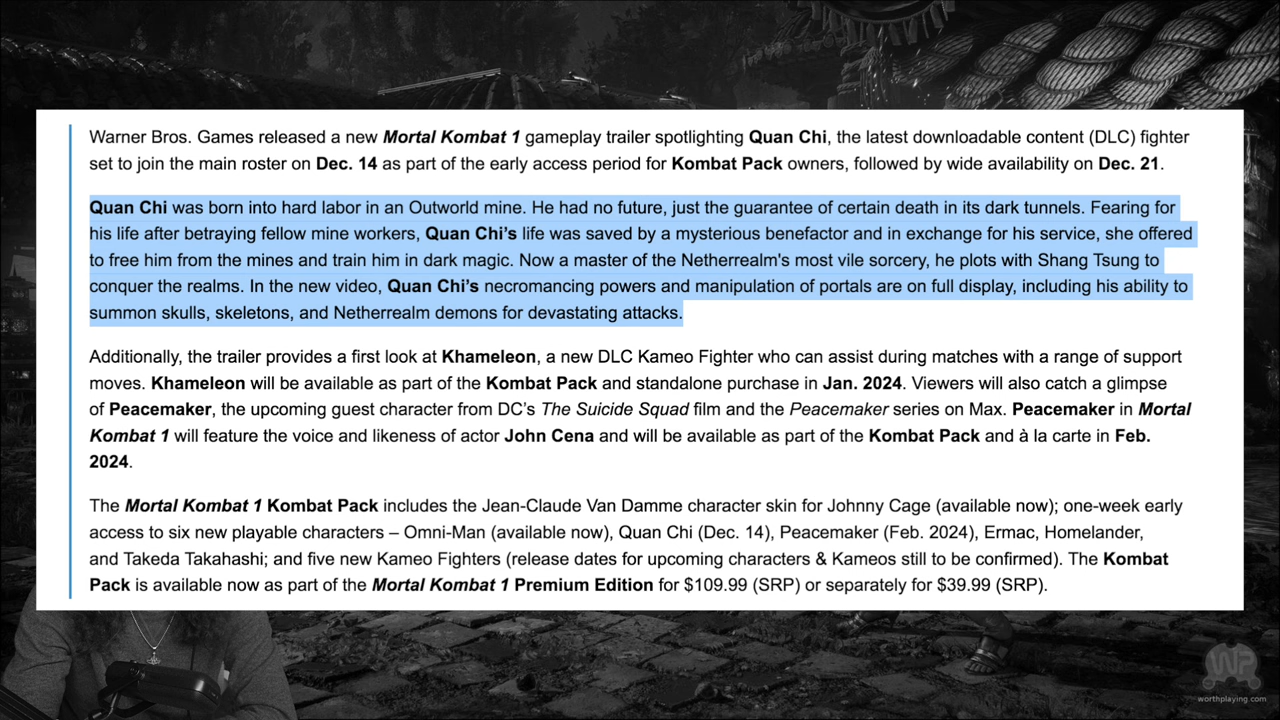 Warner Bros. Games released a new Mortal Kombat 1 gameplay trailer spotlighting Quan Chi, the latest downloadable content (DLC) fighter
set to join the main roster on Dec. 14 as part of the early access period for Kombat Pack owners, followed by wide availability on Dec. 21.
Quan Chi was born into hard labor in an Outworld mine. He had no future, just the guarantee of certain death in its dark tunnels. Fearing for
his life after betraying fellow mine workers, Quan Chi’s life was saved by a mysterious benefactor and in exchange for his service, she offered
to free him from the mines and train him in dark magic. Now a master of the Netherrealm's most vile sorcery, he plots with Shang Tsung to
conquer the realms. In the new video, Quan Chi’s necromancing powers and manipulation of portals are on full display, including his ability to
summon skulls, skeletons, and Netherrealm demons for devastating attacks.
Additionally, the trailer provides a first look at Khameleon, a new DLC Kameo Fighter who can assist during matches with a range of support
moves. Khameleon will be available as part of the Kombat Pack and standalone purchase in Jan. 2024. Viewers will also catch a glimpse
of Peacemaker, the upcoming guest character from DC’s The Suicide Squad film and the Peacemaker series on Max. Peacemaker in Mortal
Kombat 1 will feature the voice and likeness of actor John Cena and will be available as part of the Kombat Pack and à la carte in Feb.
2024.
The Mortal Kombat 1 Kombat Pack includes the Jean-Claude Van Damme character skin for Johnny Cage (available now); one-week early
access to six new playable characters – Omni-Man (available now), Quan Chi (Dec. 14), Peacemaker (Feb. 2024), Ermac, Homelander,
and Takeda Takahashi; and five new Kameo Fighters (release dates for upcoming characters & Kameos still to be confirmed). The Kombat
Pack is available now as part of the Mortal Kombat 1 Premium Edition for $109.99 (SRP) or separately for $39.99 (SRP).
WP
worthplaying.com